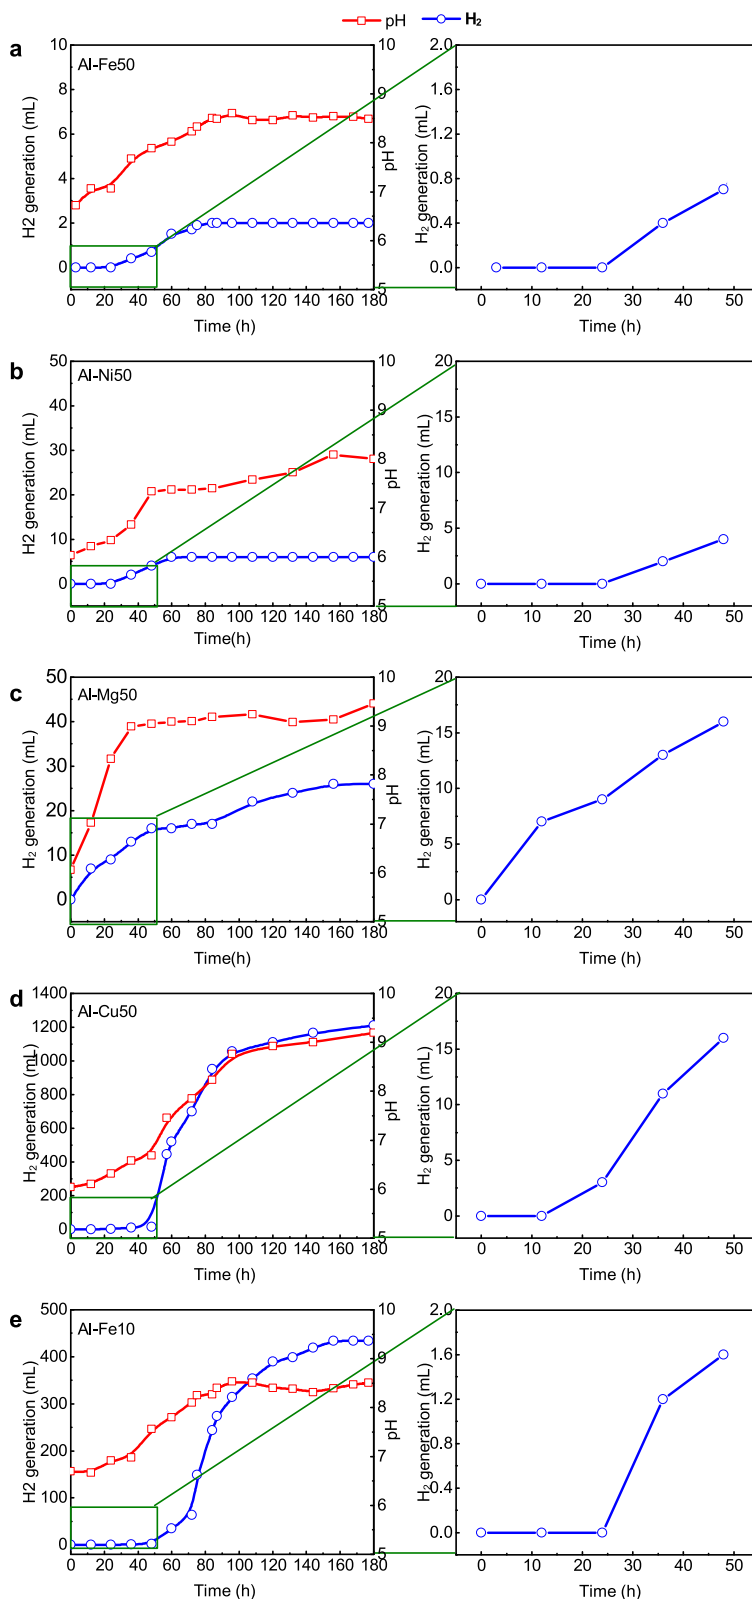 pH H₂
a
Al-Fe50
H2 generation (mL)
10
8
6
4
2
0
0 20 40 60 80 100 120 140 160 180
Time (h)
10
9
8
7
6
5
pH
H₂ generation (mL)
2.0
1.6
1.2
0.8
0.4
0.0
0 10 20 30 40 50
Time (h)
b
Al-Ni50
H2 generation (mL)
50
40
30
20
10
0
0 20 40 60 80 100 120 140 160 180
Time(h)
10
9
8
7
6
5
pH
H₂ generation (mL)
20
15
10
5
0
0 10 20 30 40 50
Time (h)
c
Al-Mg50
H₂ generation (mL)
50
40
30
20
10
0
0 20 40 60 80 100 120 140 160 180
Time(h)
10
9
8
7
6
5
pH
H₂ generation (mL)
20
15
10
5
0
0 10 20 30 40 50
Time (h)
d
Al-Cu50
H₂ generation (mL)
1400
1200
1000
800
600
400
200
0
0 20 40 60 80 100 120 140 160 180
Time (h)
10
9
8
7
6
5
pH
H₂ generation (mL)
20
15
10
5
0
0 10 20 30 40 50
Time (h)
e
Al-Fe10
H2 generation (mL)
500
400
300
200
100
0
0 20 40 60 80 100 120 140 160 180
Time (h)
10
9
8
7
6
5
pH
H₂ generation (mL)
2.0
1.6
1.2
0.8
0.4
0.0
0 10 20 30 40 50
Time (h)